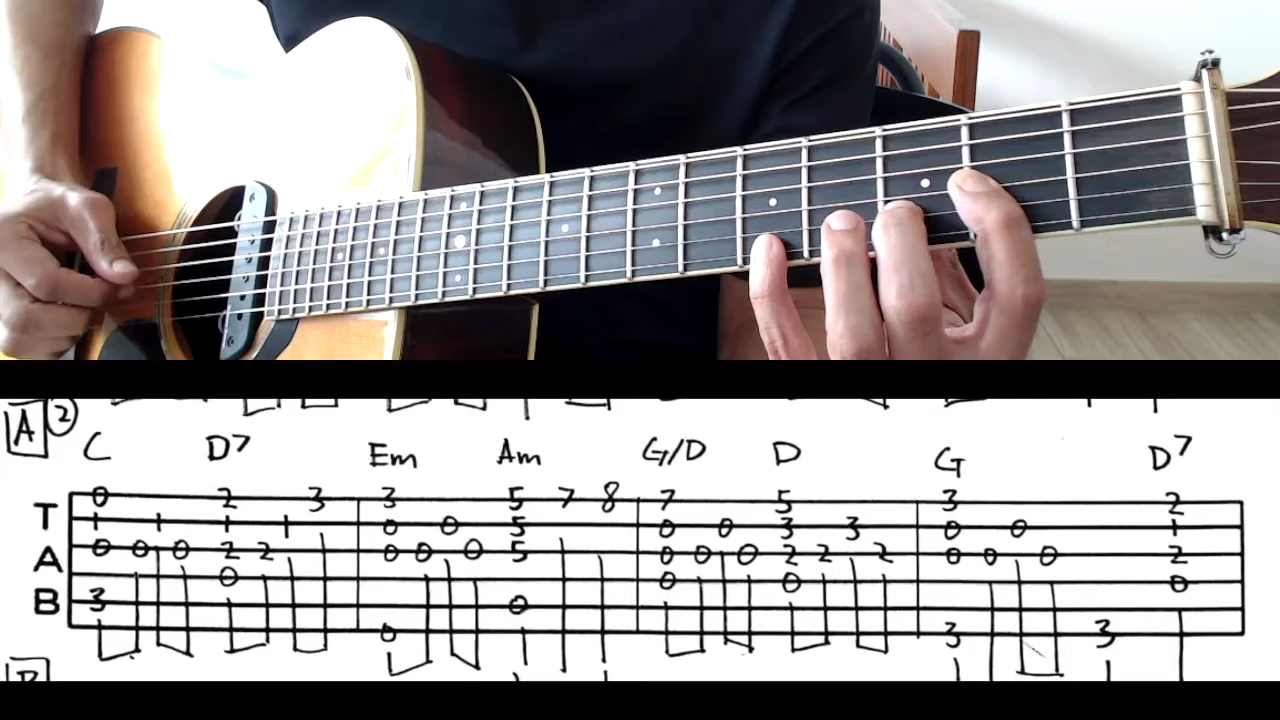 A ②
C D7 Em Am G/D D G D7
0 2 3 3 5 7 8 7 5 3 2
T 1 1 1 1 0 0 5 0 0 3 3 0 0 1
A 0 0 0 2 2 0 0 0 5 0 0 0 2 2 2 0 0 0 2
0 0 0 0
B 3 0
0 3 3